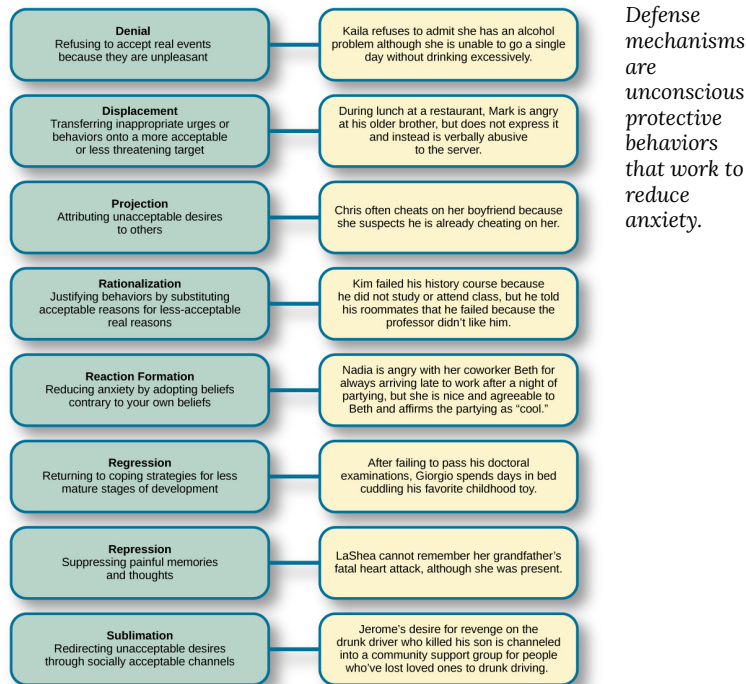 Denial
Refusing to accept real events
because they are unpleasant
Kaila refuses to admit she has an alcohol
problem although she is unable to go a single
day without drinking excessively.
Displacement
Transferring inappropriate urges or
behaviors onto a more acceptable
or less threatening target
During lunch at a restaurant, Mark is angry
at his older brother, but does not express it
and instead is verbally abusive
to the server.
Projection
Attributing unacceptable desires
to others
Chris often cheats on her boyfriend because
she suspects he is already cheating on her.
Rationalization
Justifying behaviors by substituting
acceptable reasons for less-acceptable
real reasons
Kim failed his history course because
he did not study or attend class, but he told
his roommates that he failed because the
professor didn’t like him.
Reaction Formation
Reducing anxiety by adopting beliefs
contrary to your own beliefs
Nadia is angry with her coworker Beth for
always arriving late to work after a night of
partying, but she is nice and agreeable to
Beth and affirms the partying as “cool.”
Regression
Returning to coping strategies for less
mature stages of development
After failing to pass his doctoral
examinations, Giorgio spends days in bed
cuddling his favorite childhood toy.
Repression
Suppressing painful memories
and thoughts
LaShea cannot remember her grandfather’s
fatal heart attack, although she was present.
Sublimation
Redirecting unacceptable desires
through socially acceptable channels
Jerome’s desire for revenge on the
drunk driver who killed his son is channeled
into a community support group for people
who’ve lost loved ones to drunk driving.
Defense
mechanisms
are
unconscious
protective
behaviors
that work to
reduce
anxiety.